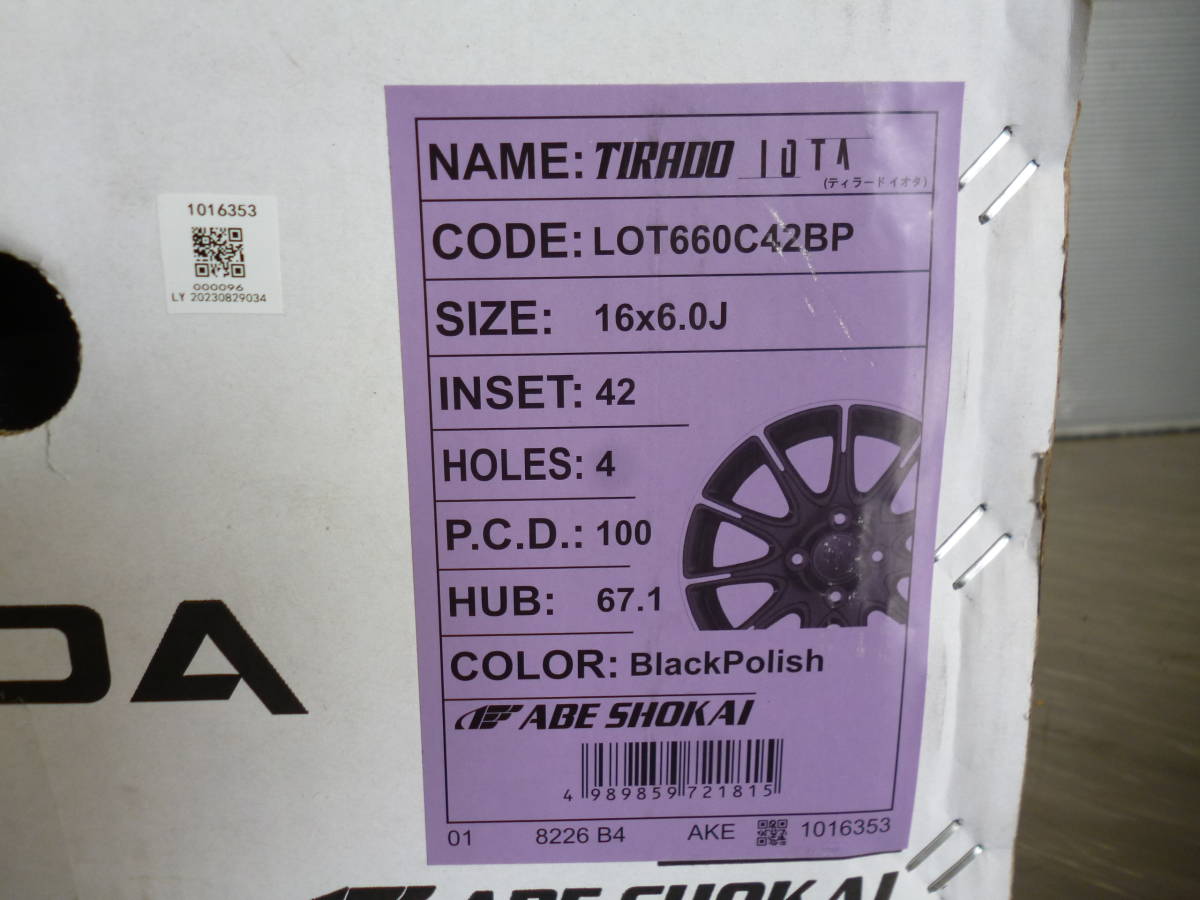 1016353
000096
LY 20230829034
NAME: TIRADO IOTA
(ティラード イオタ)
CODE: LOT660C42BP
SIZE: 16x6.0J
INSET: 42
HOLES: 4
P.C.D.: 100
HUB: 67.1
COLOR: BlackPolish
ABE SHOKAI
4 989859 721815
01 8226 B4 AKE 1016353
DA
ABE SHOKAI